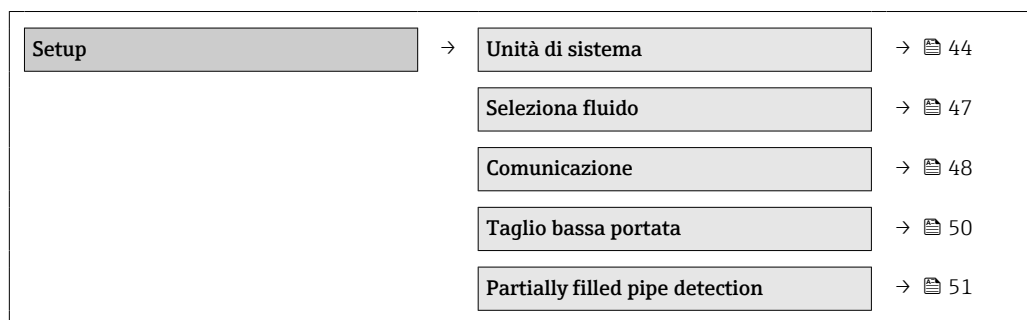 Setup → Unità di sistema → 44
Seleziona fluido → 47
Comunicazione → 48
Taglio bassa portata → 50
Partially filled pipe detection → 51